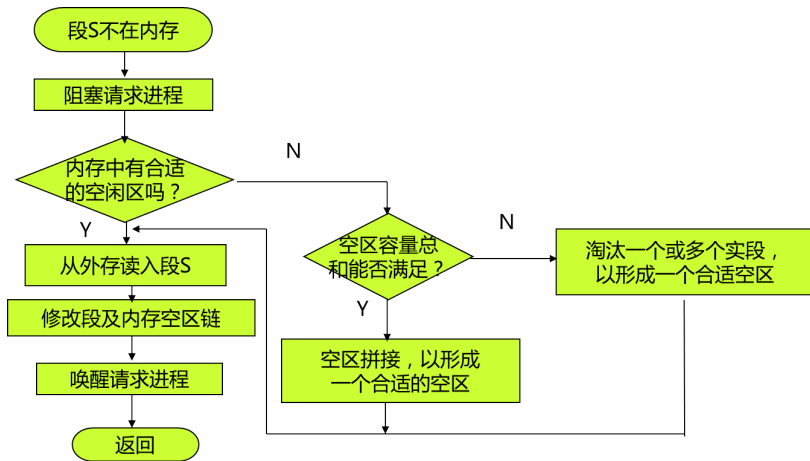 段S不在内存
阻塞请求进程
内存中有合适
的空闲区吗？
N
Y
从外存读入段S
修改段及内存空区链
唤醒请求进程
返回
空区容量总
和能否满足？
N
Y
空区拼接，以形成
一个合适的空区
淘汰一个或多个实段，
以形成一个合适空区